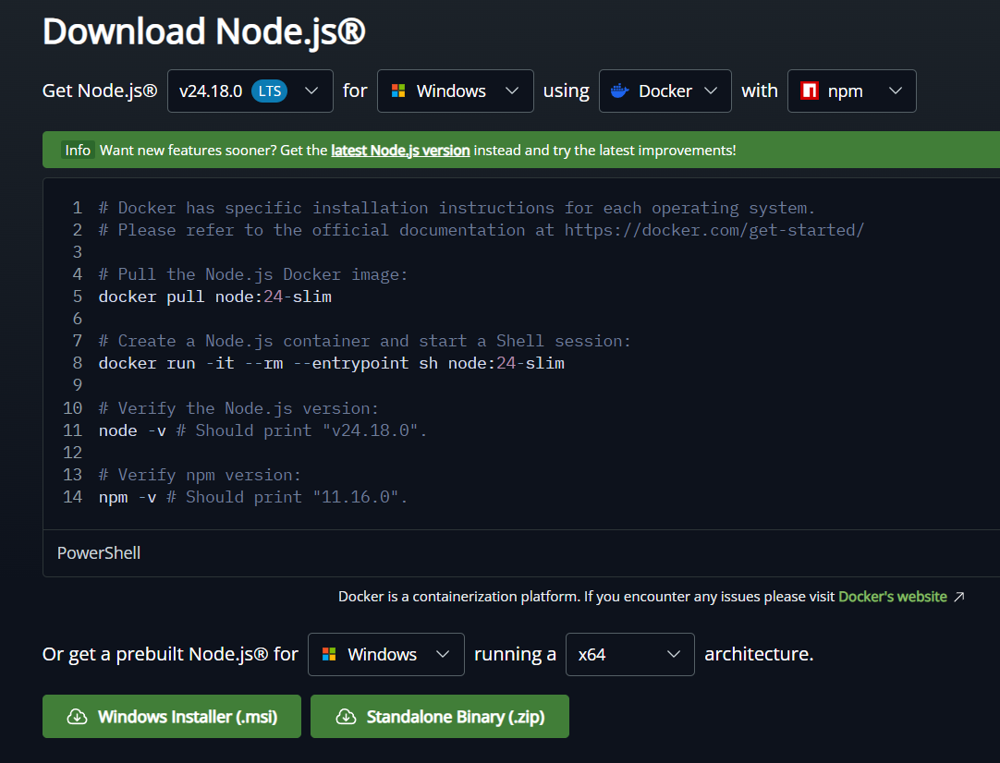 Download Node.js®
Get Node.js® v24.18.0 LTS for Windows using Docker with npm
Info Want new features sooner? Get the latest Node.js version instead and try the latest improvements!
1 # Docker has specific installation instructions for each operating system.
2 # Please refer to the official documentation at https://docker.com/get-started/
3
4 # Pull the Node.js Docker image:
5 docker pull node:24-slim
6
7 # Create a Node.js container and start a Shell session:
8 docker run -it --rm --entrypoint sh node:24-slim
9
10 # Verify the Node.js version:
11 node -v # Should print "v24.18.0".
12
13 # Verify npm version:
14 npm -v # Should print "11.16.0".
PowerShell
Docker is a containerization platform. If you encounter any issues please visit Docker's website
Or get a prebuilt Node.js® for Windows running a x64 architecture.
Windows Installer (.msi) Standalone Binary (.zip)